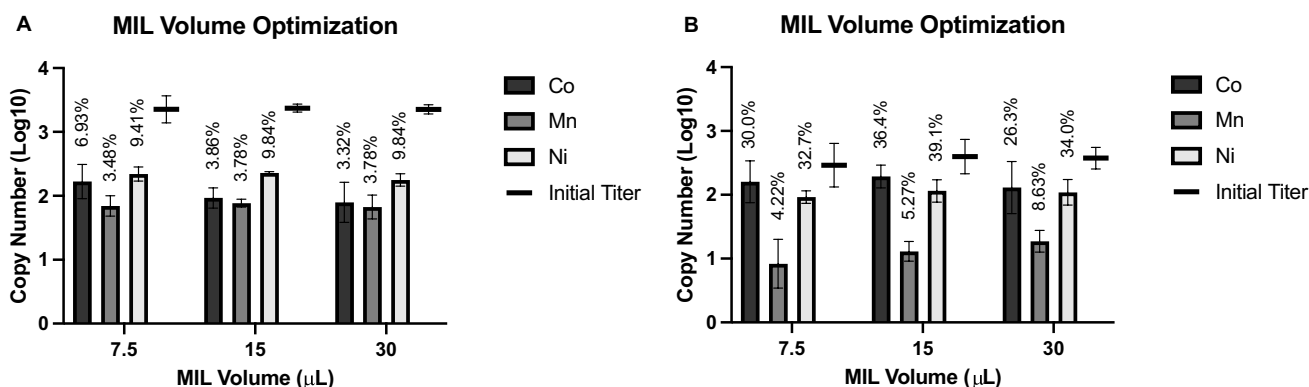 A
MIL Volume Optimization
Copy Number (Log10)
4
3
2
1
0
6.93%
3.48%
9.41%
3.86%
3.78%
9.84%
3.32%
3.78%
9.84%
7.5
15
30
MIL Volume (μL)
Co
Mn
Ni
Initial Titer
B
MIL Volume Optimization
Copy Number (Log10)
4
3
2
1
0
30.0%
4.22%
32.7%
36.4%
5.27%
39.1%
26.3%
8.63%
34.0%
7.5
15
30
MIL Volume (μL)
Co
Mn
Ni
Initial Titer